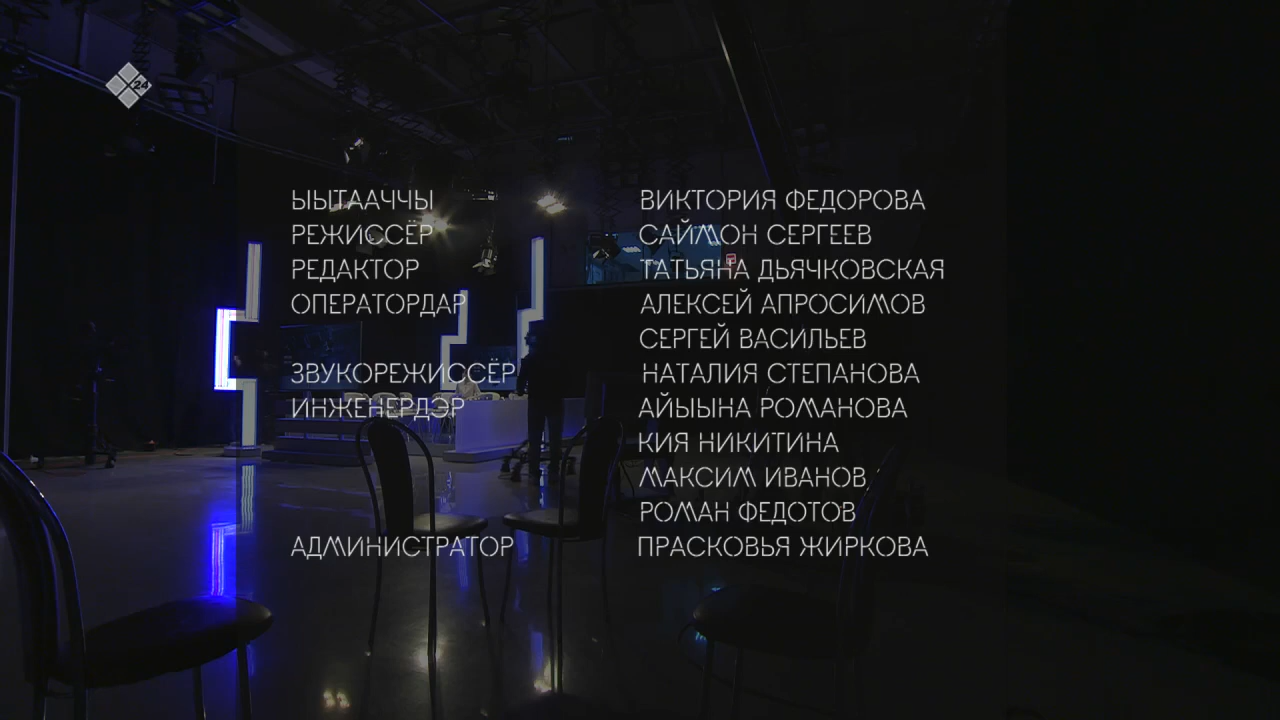 24
ЫЫТААЧЧЫ ВИКТОРИЯ ФЕДОРОВА
РЕЖИССЁР САЙМОН СЕРГЕЕВ
РЕДАКТОР ТАТЬЯНА ДЬЯЧКОВСКАЯ
ОПЕРАТОРДАР АЛЕКСЕЙ АПРОСИМОВ
СЕРГЕЙ ВАСИЛЬЕВ
ЗВУКОРЕЖИССЁР НАТАЛИЯ СТЕПАНОВА
ИНЖЕНЕРДЭР АЙЫЫНА РОМАНОВА
КИЯ НИКИТИНА
МАКСИМ ИВАНОВ
РОМАН ФЕДОТОВ
АДМИНИСТРАТОР ПРАСКОВЬЯ ЖИРКОВА